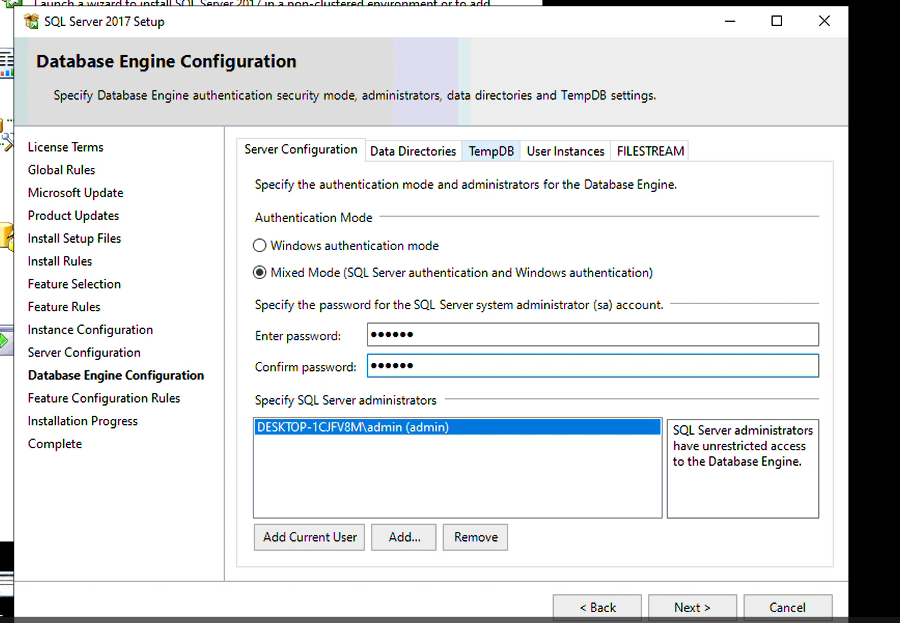 Launch a wizard to install SQL Server 2017 in a non-clustered environment or to add
SQL Server 2017 Setup
Database Engine Configuration
Specify Database Engine authentication security mode, administrators, data directories and TempDB settings.
License Terms
Global Rules
Microsoft Update
Product Updates
Install Setup Files
Install Rules
Feature Selection
Feature Rules
Instance Configuration
Server Configuration
Database Engine Configuration
Feature Configuration Rules
Installation Progress
Complete
Server Configuration Data Directories TempDB User Instances FILESTREAM
Specify the authentication mode and administrators for the Database Engine.
Authentication Mode
Windows authentication mode
Mixed Mode (SQL Server authentication and Windows authentication)
Specify the password for the SQL Server system administrator (sa) account.
Enter password: ●●●●●●
Confirm password: ●●●●●●
Specify SQL Server administrators
DESKTOP-1CJFV8M\admin (admin)
SQL Server administrators
have unrestricted access
to the Database Engine.
Add Current User Add... Remove
< Back Next > Cancel